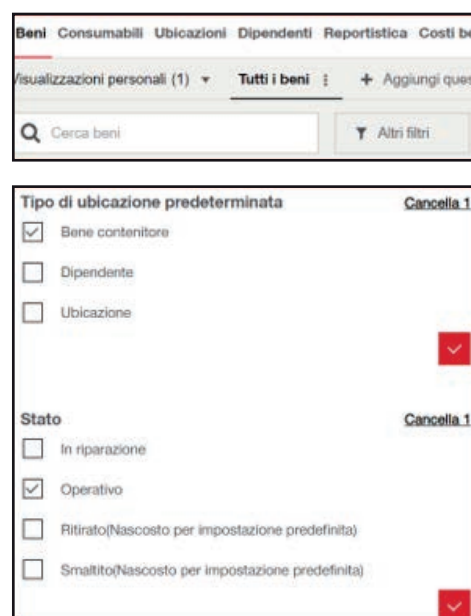 Beni Consumabili Ubicazioni Dipendenti Reportistica Costi be
Visualizzazioni personali (1) Tutti i beni + Aggiungi ques
Cerca beni Altri filtri
Tipo di ubicazione predeterminata Cancella 1
Bene contenitore
Dipendente
Ubicazione
Stato Cancella 1
In riparazione
Operativo
Ritirato(Nascosto per impostazione predefinita)
Smaltito(Nascosto per impostazione predefinita)